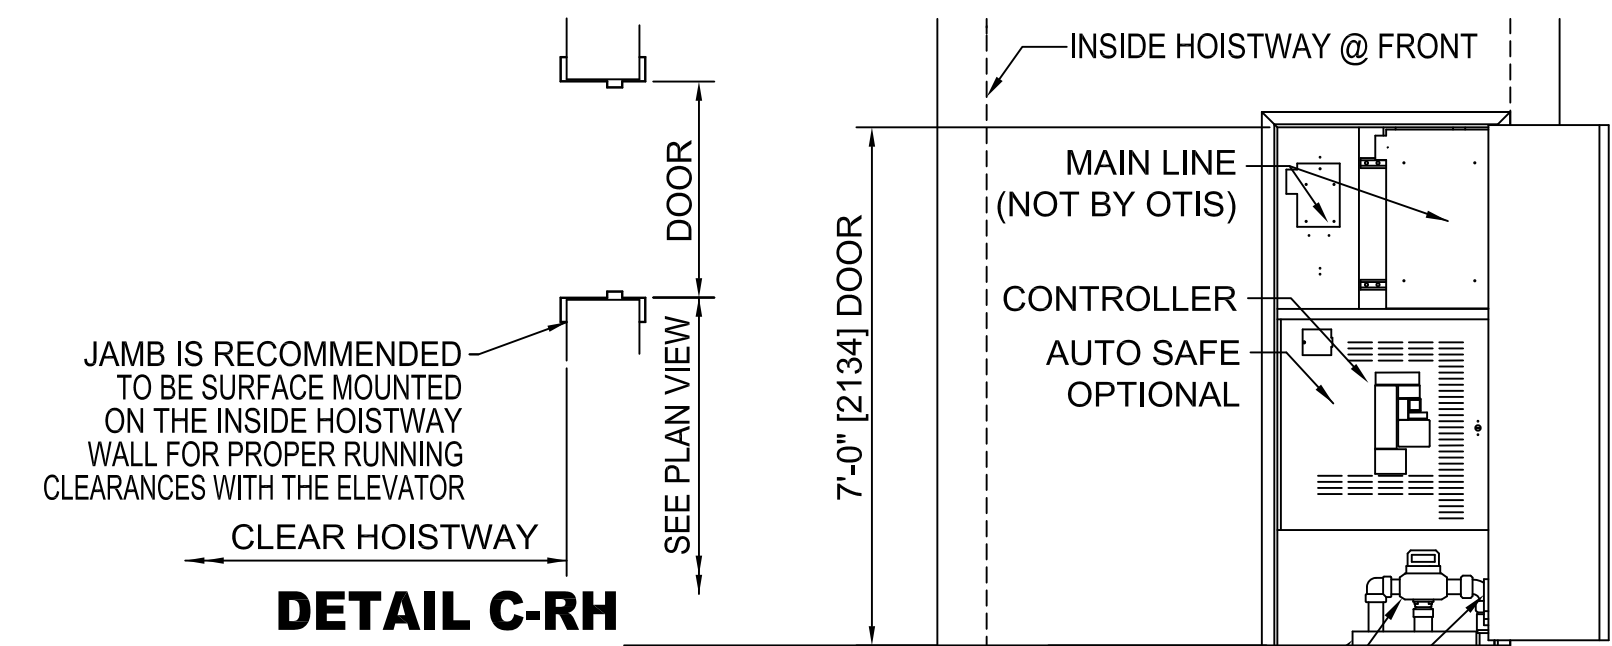 DOOR
JAMB IS RECOMMENDED
TO BE SURFACE MOUNTED
ON THE INSIDE HOISTWAY
WALL FOR PROPER RUNNING
CLEARANCES WITH THE ELEVATOR
SEE PLAN VIEW
CLEAR HOISTWAY
DETAIL C-RH
INSIDE HOISTWAY @ FRONT
7'-0" [2134] DOOR
MAIN LINE
(NOT BY OTIS)
CONTROLLER
AUTO SAFE
OPTIONAL